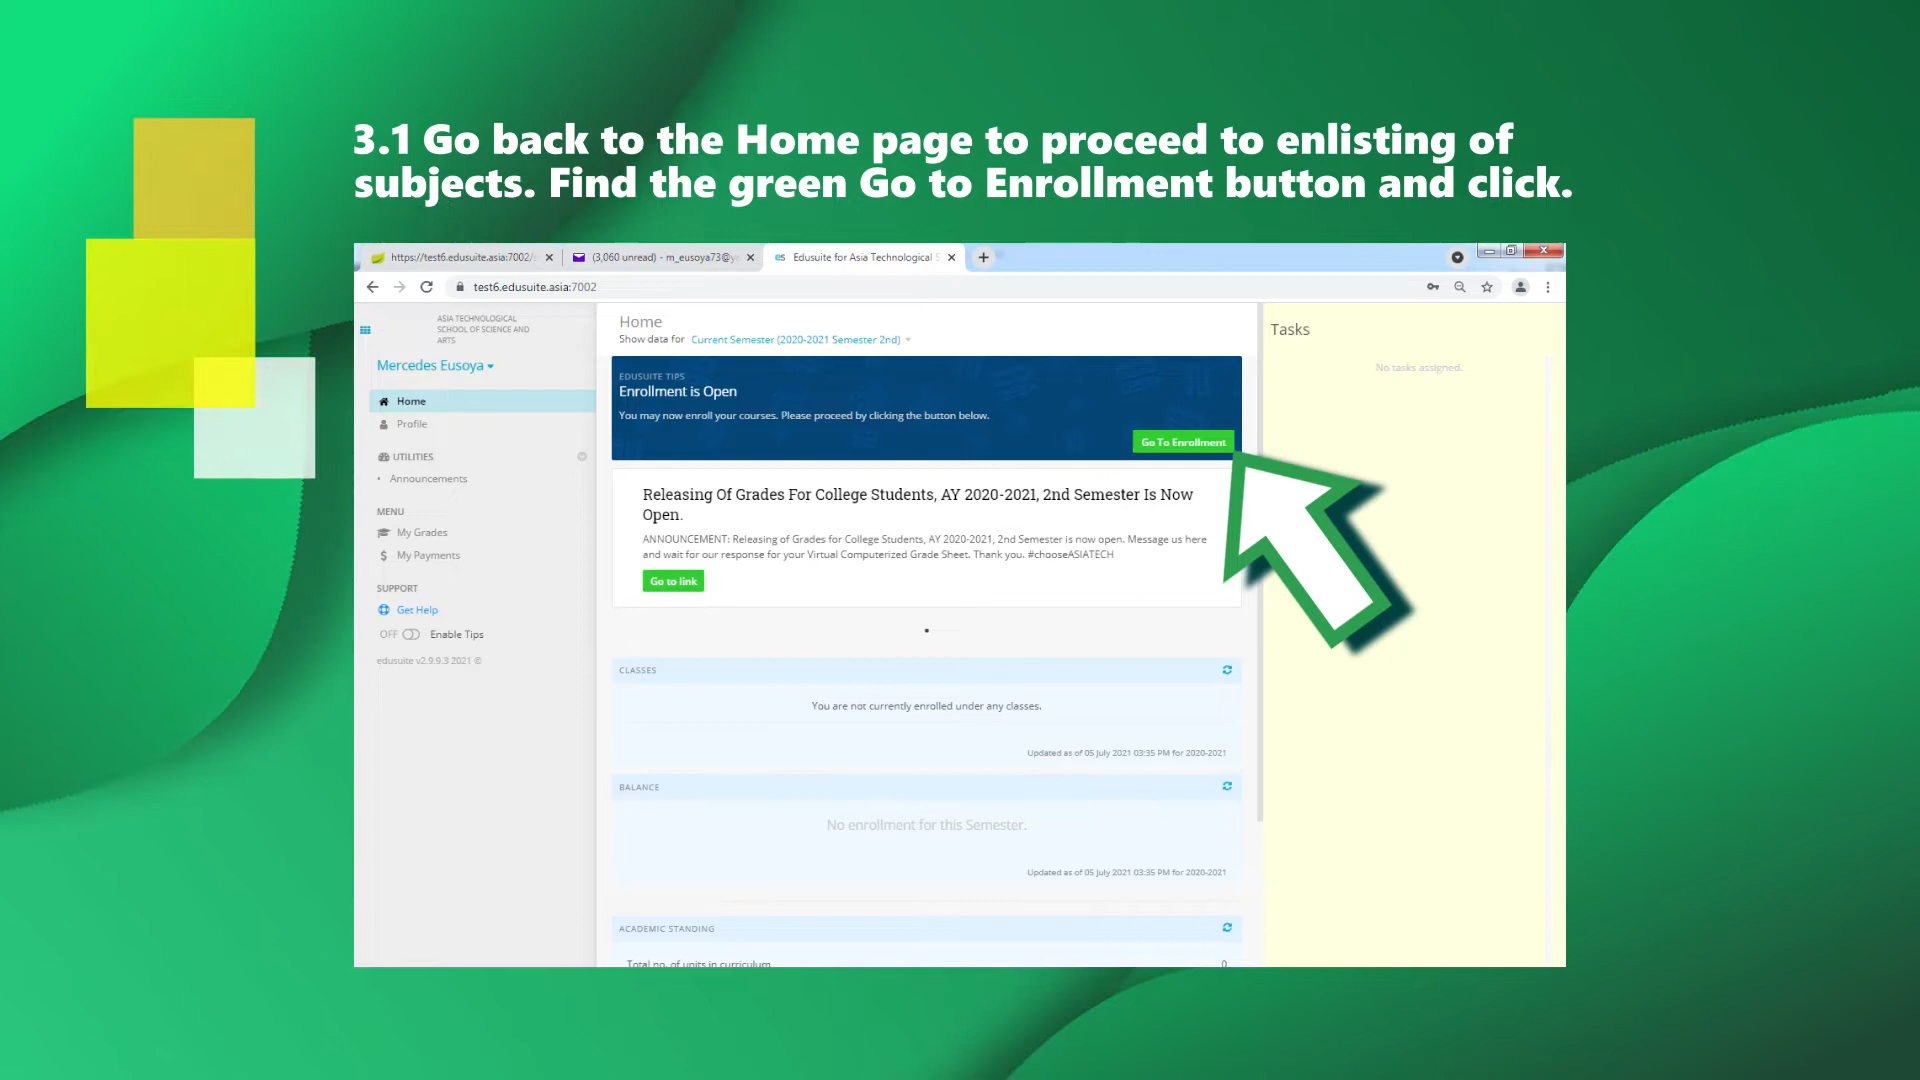 3.1 Go back to the Home page to proceed to enlisting of
subjects. Find the green Go to Enrollment button and click.
https://test6.edusuite.asia:7002/
(3,060 unread) - m_eusoya73@y
es Edusuite for Asia Technological S
test6.edusuite.asia:7002
ASIA TECHNOLOGICAL
SCHOOL OF SCIENCE AND
ARTS
Mercedes Eusoya
Home
Profile
UTILITIES
• Announcements
MENU
My Grades
$ My Payments
SUPPORT
Get Help
OFF Enable Tips
edusuite v2.9.9.3 2021 ©
Home
Show data for Current Semester (2020-2021 Semester 2nd)
EDUSUITE TIPS
Enrollment is Open
You may now enroll your courses. Please proceed by clicking the button below.
Go To Enrollment
Releasing Of Grades For College Students, AY 2020-2021, 2nd Semester Is Now
Open.
ANNOUNCEMENT: Releasing of Grades for College Students, AY 2020-2021, 2nd Semester is now open. Message us here
and wait for our response for your Virtual Computerized Grade Sheet. Thank you. #chooseASIATECH
Go to link
CLASSES
You are not currently enrolled under any classes.
Updated as of 05 July 2021 03:35 PM for 2020-2021
BALANCE
No enrollment for this Semester.
Updated as of 05 July 2021 03:35 PM for 2020-2021
ACADEMIC STANDING
Total no. of units in curriculum 0
Tasks
No tasks assigned.